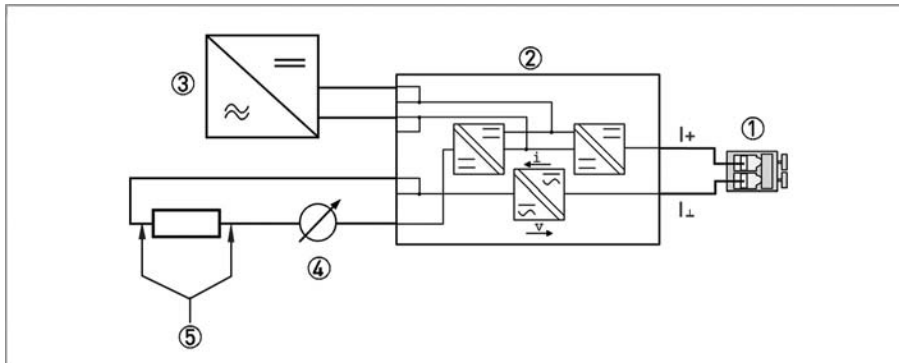 ②
③
①
I+
i
v
I⊥
④
⑤